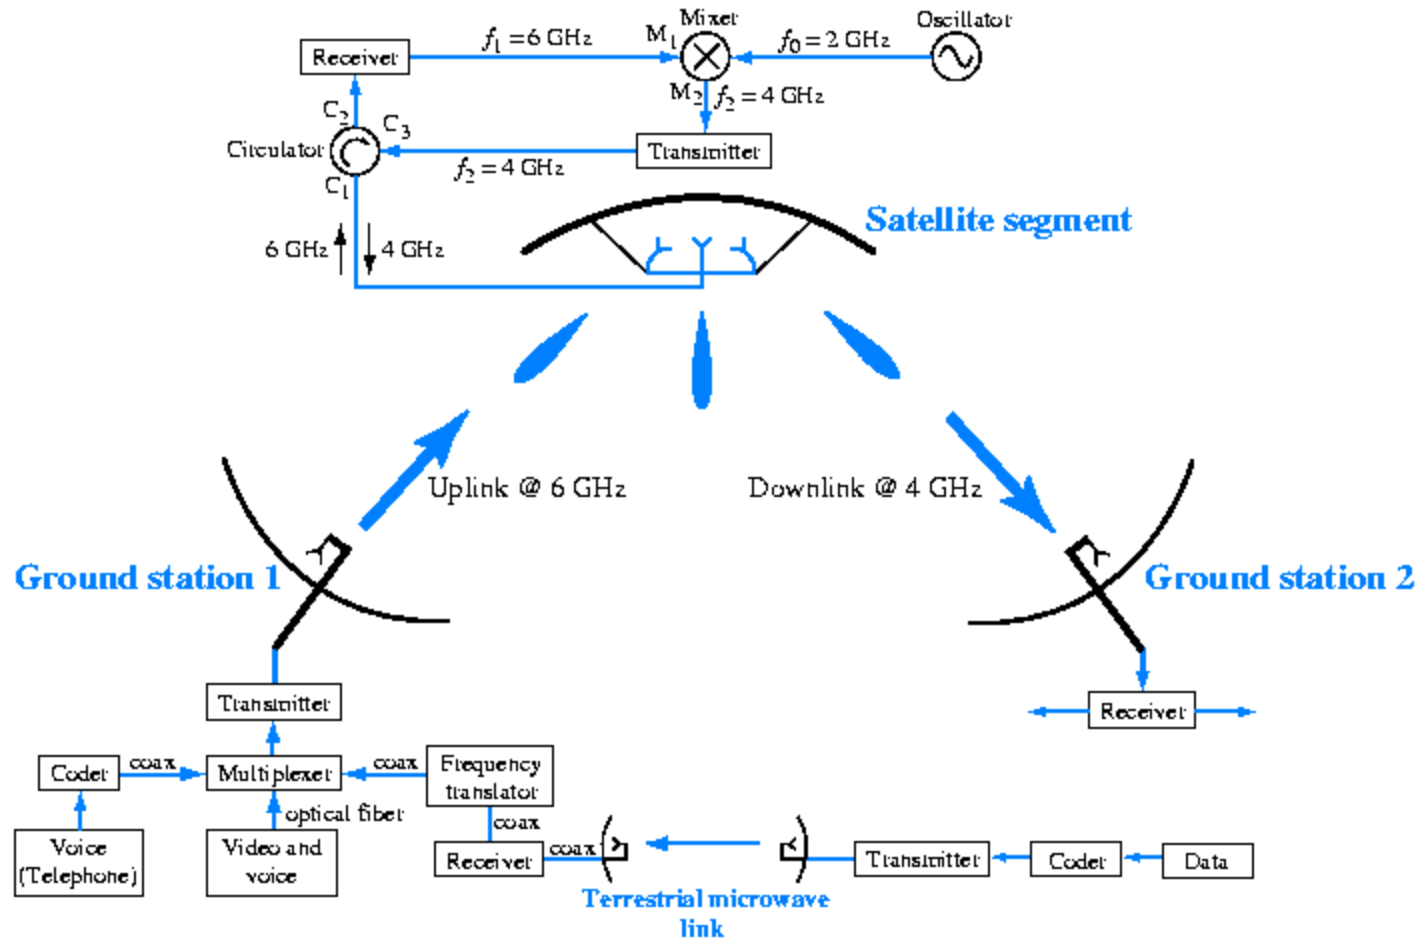 Mixer
Oscillator
M1
f1 = 6 GHz
f0 = 2 GHz
Receiver
M2
f2 = 4 GHz
C2
C3
Circulator
Transmitter
f2 = 4 GHz
C1
Satellite segment
6 GHz
4 GHz
Uplink @ 6 GHz
Downlink @ 4 GHz
Ground station 1
Ground station 2
Transmitter
Receiver
Coder
coax
Multiplexer
coax
Frequency
translator
optical fiber
coax
Voice
(Telephone)
Video and
voice
Receiver
coax
Transmitter
Coder
Data
Terrestrial microwave
link